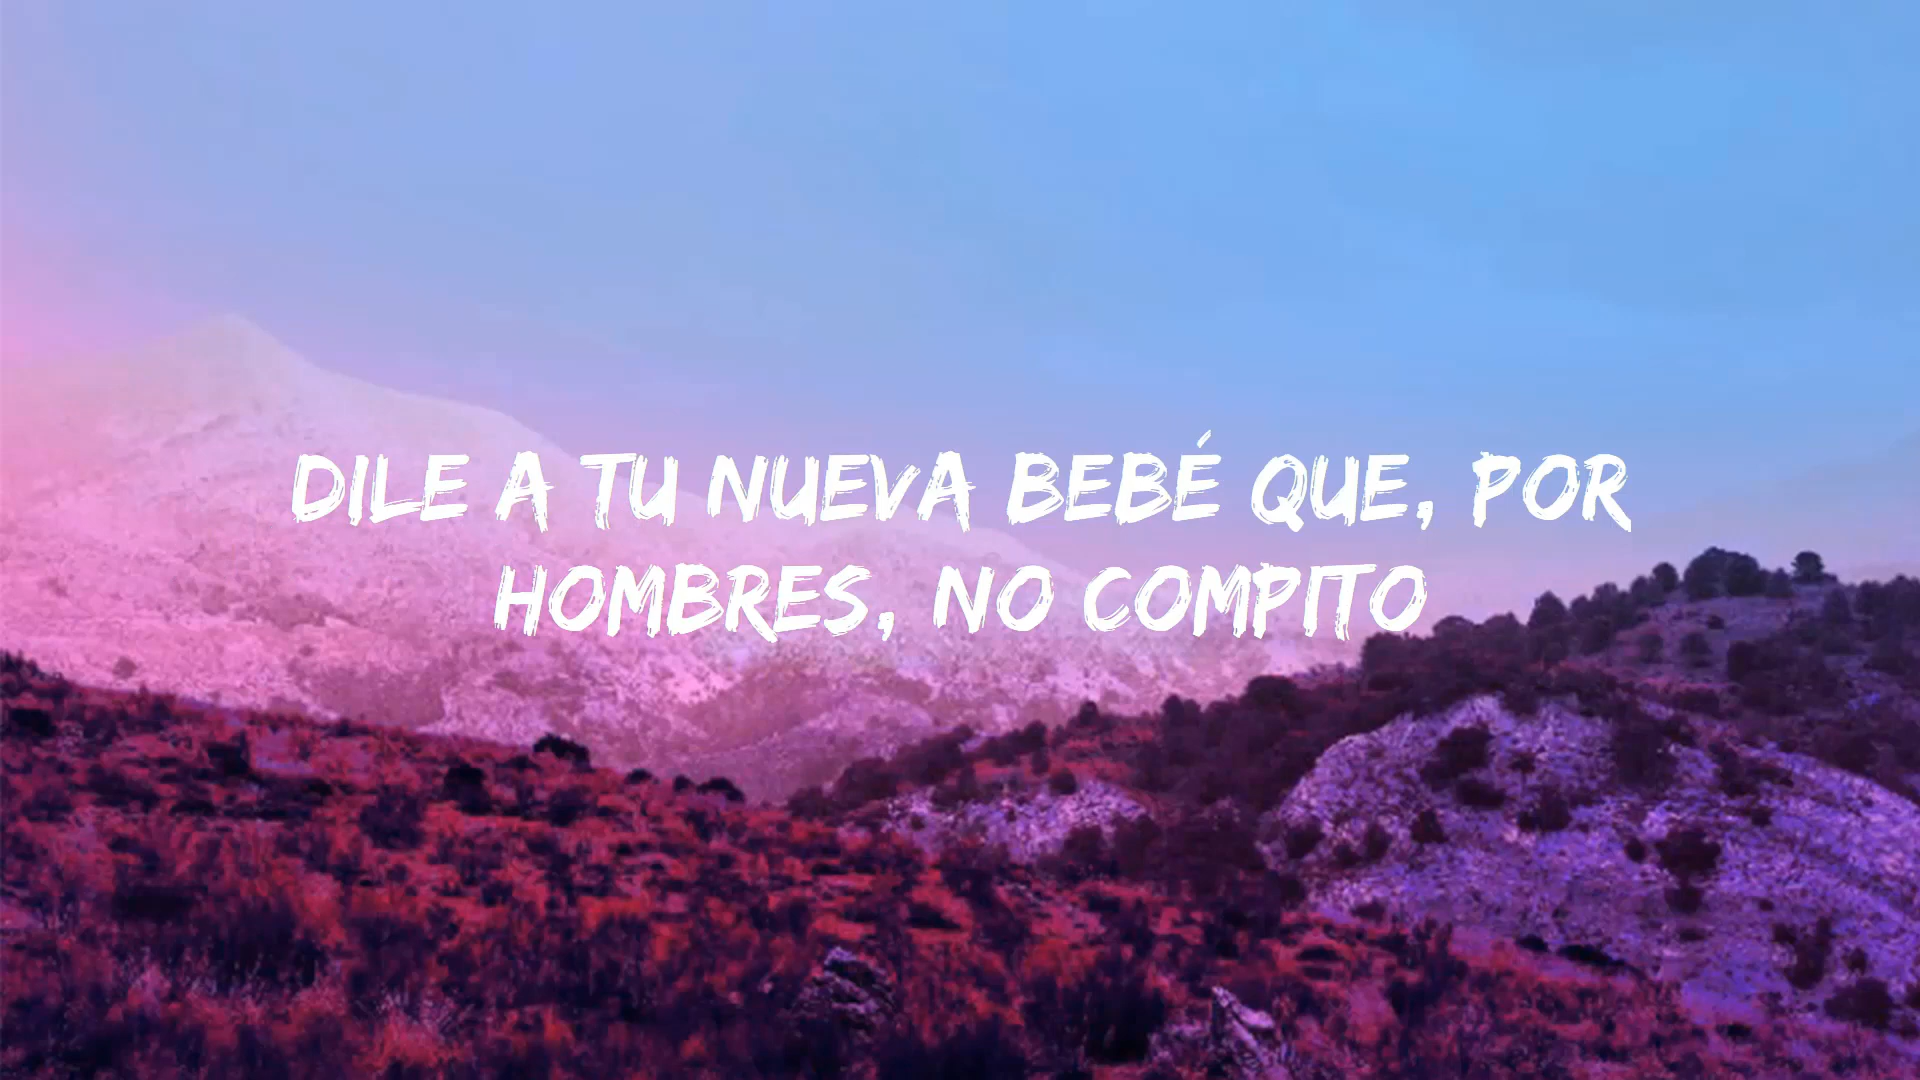 DILE A TU NUEVA BEBÉ QUE, POR
HOMBRES, NO COMPITO